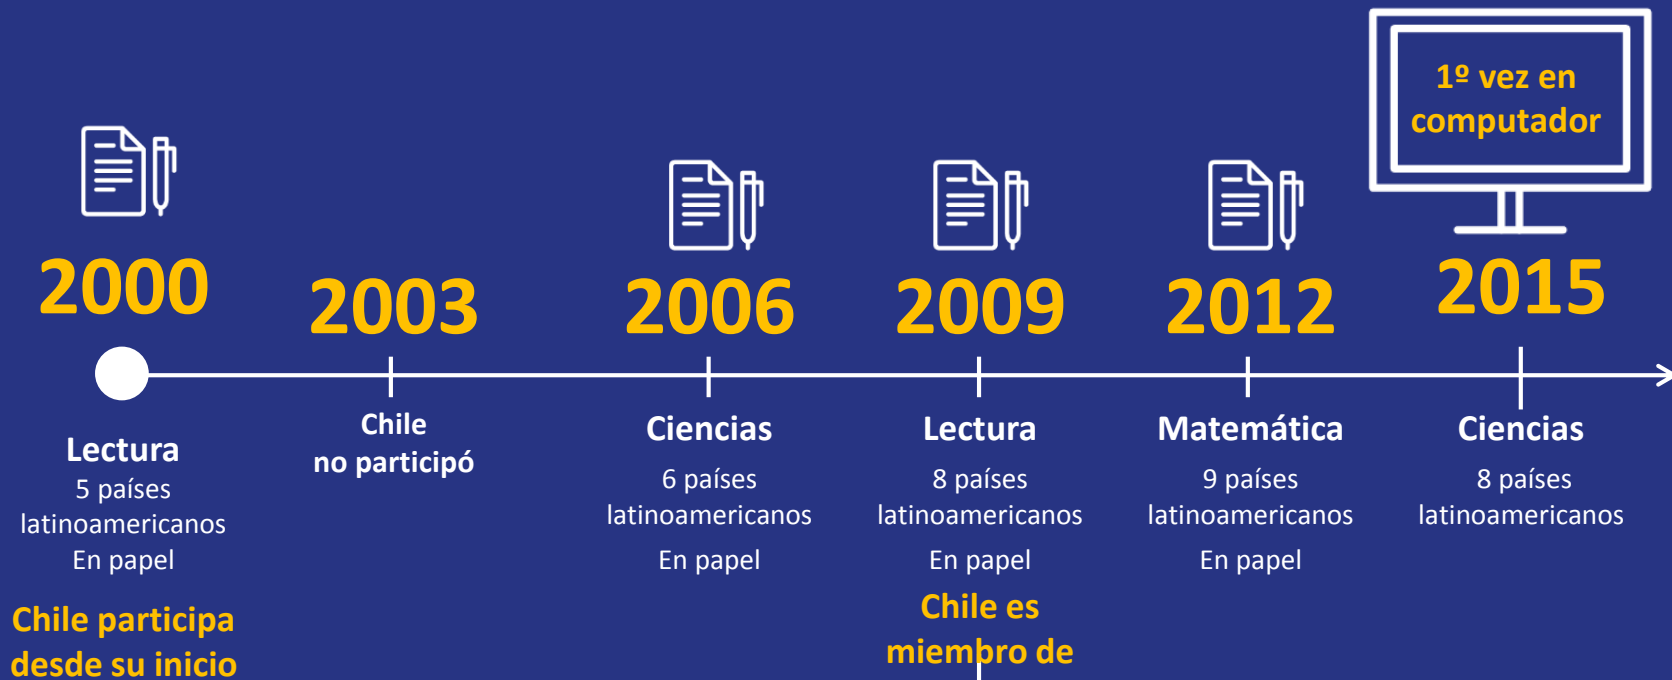 1º vez en
computador
2000
2003
2006
2009
2012
2015
Lectura
5 países
latinoamericanos
En papel
Chile participa
desde su inicio
Chile
no participó
Ciencias
6 países
latinoamericanos
En papel
Lectura
8 países
latinoamericanos
En papel
Chile es
miembro de
Matemática
9 países
latinoamericanos
En papel
Ciencias
8 países
latinoamericanos